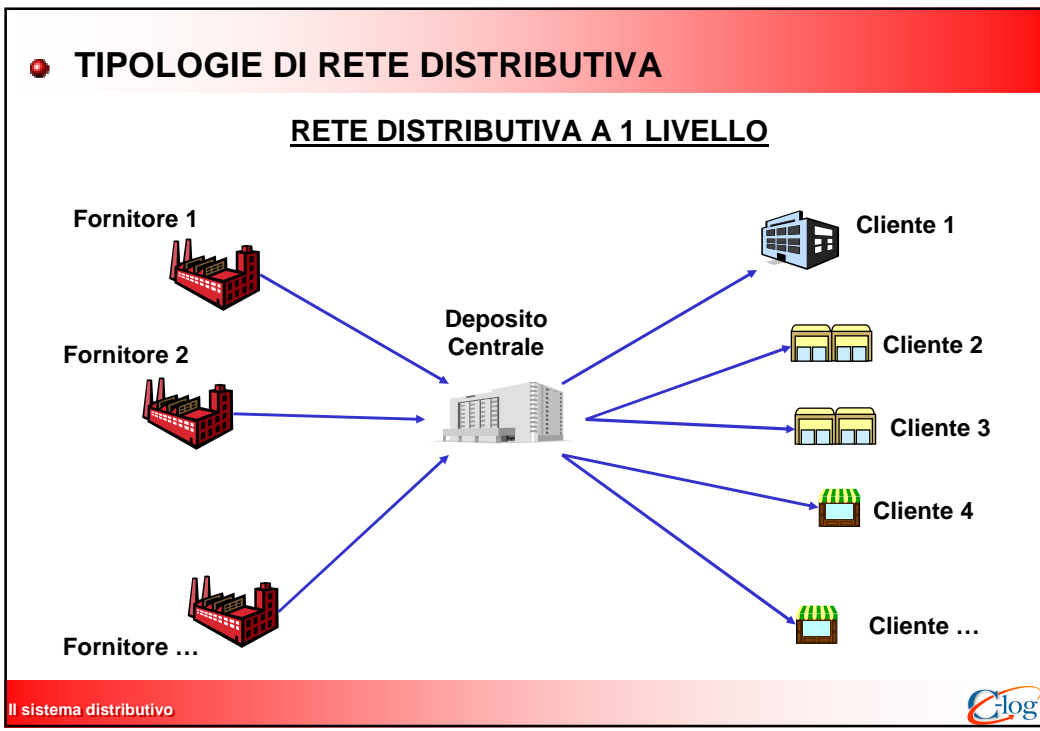 TIPOLOGIE DI RETE DISTRIBUTIVA
RETE DISTRIBUTIVA A 1 LIVELLO
Fornitore 1
Cliente 1
Deposito
Centrale
Fornitore 2
Cliente 2
Cliente 3
Cliente 4
Fornitore …
Cliente …
Il sistema distributivo
C-log